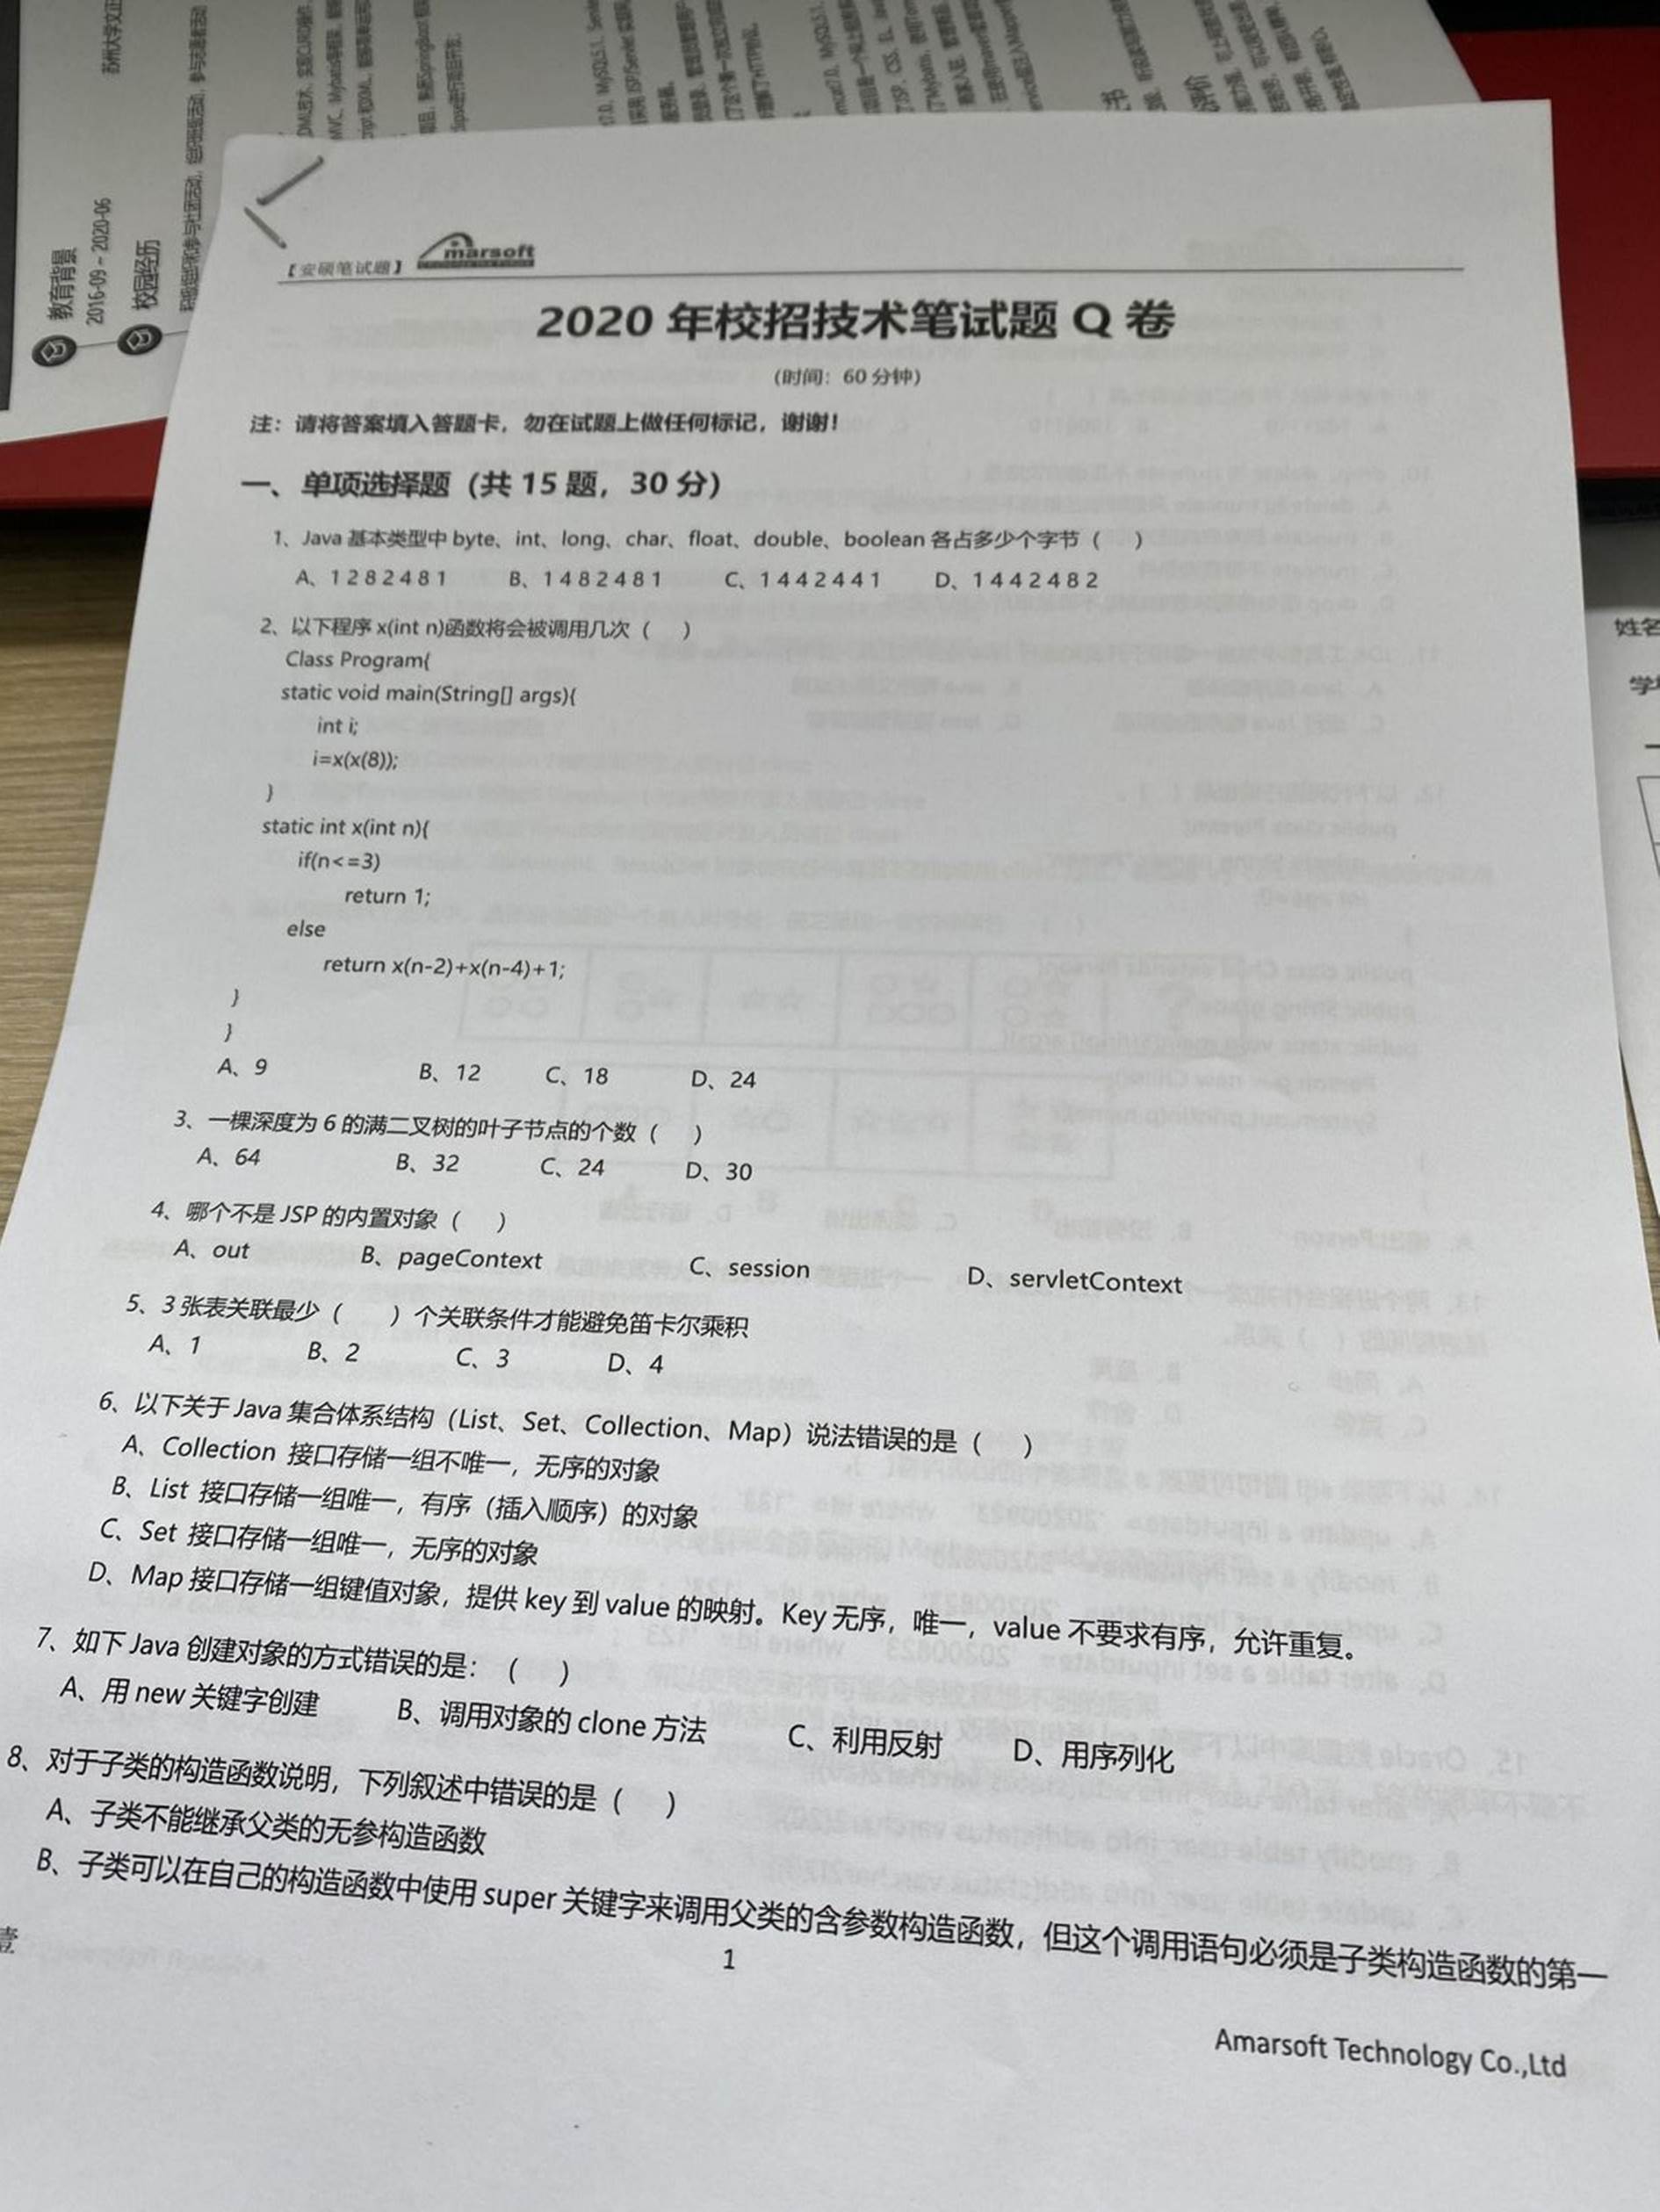 教育背景
2016-09 ~ 2020-06
校园经历
【安硕笔试题】 marsoft
2020 年校招技术笔试题 Q 卷
(时间：60 分钟)
注：请将答案填入答题卡，勿在试题上做任何标记，谢谢！
一、单项选择题（共 15 题，30 分）
1、Java 基本类型中 byte、int、long、char、float、double、boolean 各占多少个字节（　）
A、1 2 8 2 4 8 1　B、1 4 8 2 4 8 1　C、1 4 4 2 4 4 1　D、1 4 4 2 4 8 2
2、以下程序 x(int n)函数将会被调用几次（　）
Class Program{
static void main(String[] args){
int i;
i=x(x(8));
}
static int x(int n){
if(n<=3)
return 1;
else
return x(n-2)+x(n-4)+1;
}
}
A、9　B、12　C、18　D、24
3、一棵深度为 6 的满二叉树的叶子节点的个数（　）
A、64　B、32　C、24　D、30
4、哪个不是 JSP 的内置对象（　）
A、out　B、pageContext　C、session　D、servletContext
5、3 张表关联最少（　）个关联条件才能避免笛卡尔乘积
A、1　B、2　C、3　D、4
6、以下关于 Java 集合体系结构（List、Set、Collection、Map）说法错误的是（　）
A、Collection 接口存储一组不唯一，无序的对象
B、List 接口存储一组唯一，有序（插入顺序）的对象
C、Set 接口存储一组唯一，无序的对象
D、Map 接口存储一组键值对象，提供 key 到 value 的映射。Key 无序，唯一，value 不要求有序，允许重复。
7、如下 Java 创建对象的方式错误的是：（　）
A、用 new 关键字创建　B、调用对象的 clone 方法　C、利用反射　D、用序列化
8、对于子类的构造函数说明，下列叙述中错误的是（　）
A、子类不能继承父类的无参构造函数
B、子类可以在自己的构造函数中使用 super 关键字来调用父类的含参数构造函数，但这个调用语句必须是子类构造函数的第一
1
Amarsoft Technology Co.,Ltd
姓名